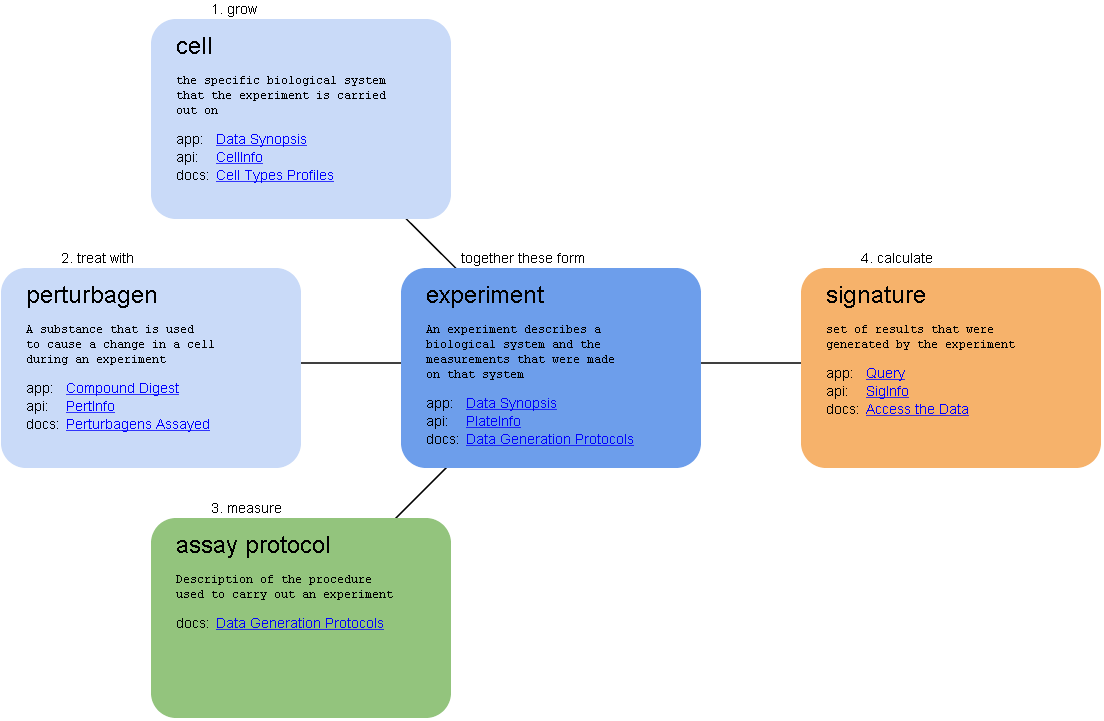 1. grow
cell
the specific biological system
that the experiment is carried
out on
app: Data Synopsis
api: CellInfo
docs: Cell Types Profiles
2. treat with
perturbagen
A substance that is used
to cause a change in a cell
during an experiment
app: Compound Digest
api: PertInfo
docs: Perturbagens Assayed
together these form
experiment
An experiment describes a
biological system and the
measurements that were made
on that system
app: Data Synopsis
api: PlateInfo
docs: Data Generation Protocols
4. calculate
signature
set of results that were
generated by the experiment
app: Query
api: SigInfo
docs: Access the Data
3. measure
assay protocol
Description of the procedure
used to carry out an experiment
docs: Data Generation Protocols